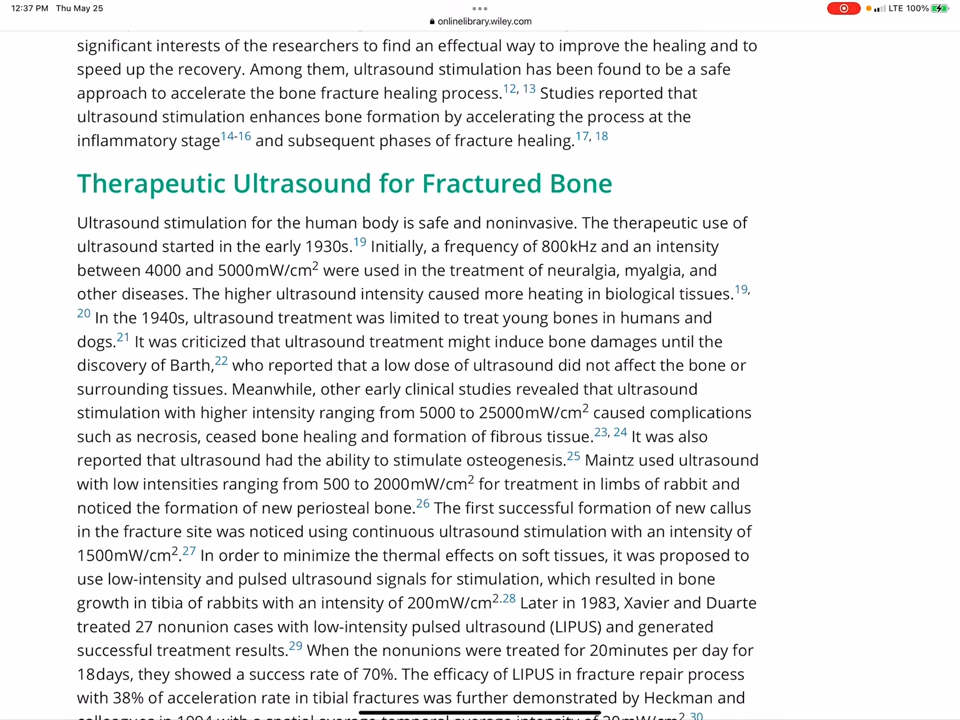 12:37 PM Thu May 25
LTE 100%
onlinelibrary.wiley.com
significant interests of the researchers to find an effectual way to improve the healing and to
speed up the recovery. Among them, ultrasound stimulation has been found to be a safe
approach to accelerate the bone fracture healing process.12, 13 Studies reported that
ultrasound stimulation enhances bone formation by accelerating the process at the
inflammatory stage14-16 and subsequent phases of fracture healing.17, 18
Therapeutic Ultrasound for Fractured Bone
Ultrasound stimulation for the human body is safe and noninvasive. The therapeutic use of
ultrasound started in the early 1930s.19 Initially, a frequency of 800kHz and an intensity
between 4000 and 5000mW/cm2 were used in the treatment of neuralgia, myalgia, and
other diseases. The higher ultrasound intensity caused more heating in biological tissues.19,
20 In the 1940s, ultrasound treatment was limited to treat young bones in humans and
dogs.21 It was criticized that ultrasound treatment might induce bone damages until the
discovery of Barth,22 who reported that a low dose of ultrasound did not affect the bone or
surrounding tissues. Meanwhile, other early clinical studies revealed that ultrasound
stimulation with higher intensity ranging from 5000 to 25000mW/cm2 caused complications
such as necrosis, ceased bone healing and formation of fibrous tissue.23, 24 It was also
reported that ultrasound had the ability to stimulate osteogenesis.25 Maintz used ultrasound
with low intensities ranging from 500 to 2000mW/cm2 for treatment in limbs of rabbit and
noticed the formation of new periosteal bone.26 The first successful formation of new callus
in the fracture site was noticed using continuous ultrasound stimulation with an intensity of
1500mW/cm2.27 In order to minimize the thermal effects on soft tissues, it was proposed to
use low-intensity and pulsed ultrasound signals for stimulation, which resulted in bone
growth in tibia of rabbits with an intensity of 200mW/cm2.28 Later in 1983, Xavier and Duarte
treated 27 nonunion cases with low-intensity pulsed ultrasound (LIPUS) and generated
successful treatment results.29 When the nonunions were treated for 20minutes per day for
18days, they showed a success rate of 70%. The efficacy of LIPUS in fracture repair process
with 38% of acceleration rate in tibial fractures was further demonstrated by Heckman and
colleagues in 1994 with a spatial average temporal average intensity of 30mW/cm2.30